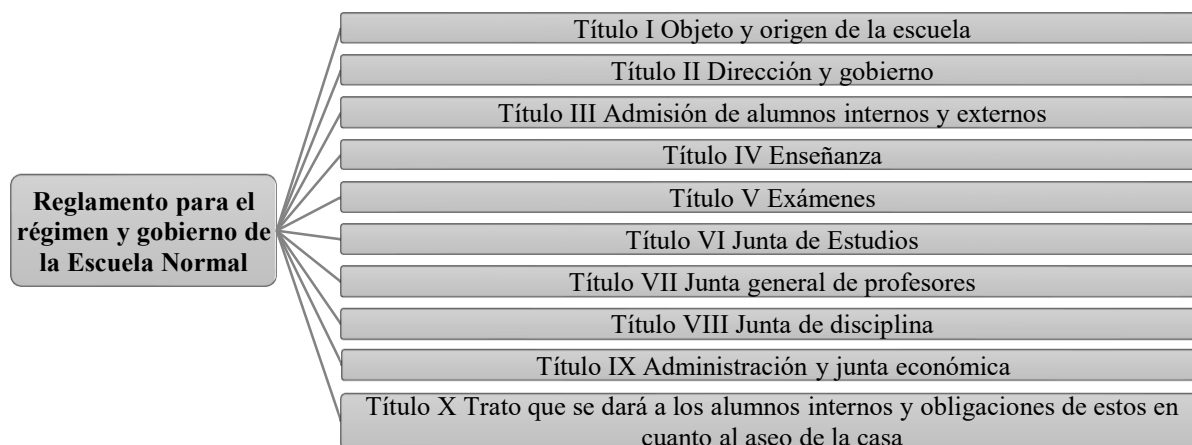 Título I Objeto y origen de la escuela
Título II Dirección y gobierno
Título III Admisión de alumnos internos y externos
Título IV Enseñanza
Reglamento para el
régimen y gobierno de
la Escuela Normal
Título V Exámenes
Título VI Junta de Estudios
Título VII Junta general de profesores
Título VIII Junta de disciplina
Título IX Administración y junta económica
Título X Trato que se dará a los alumnos internos y obligaciones de estos en
cuanto al aseo de la casa